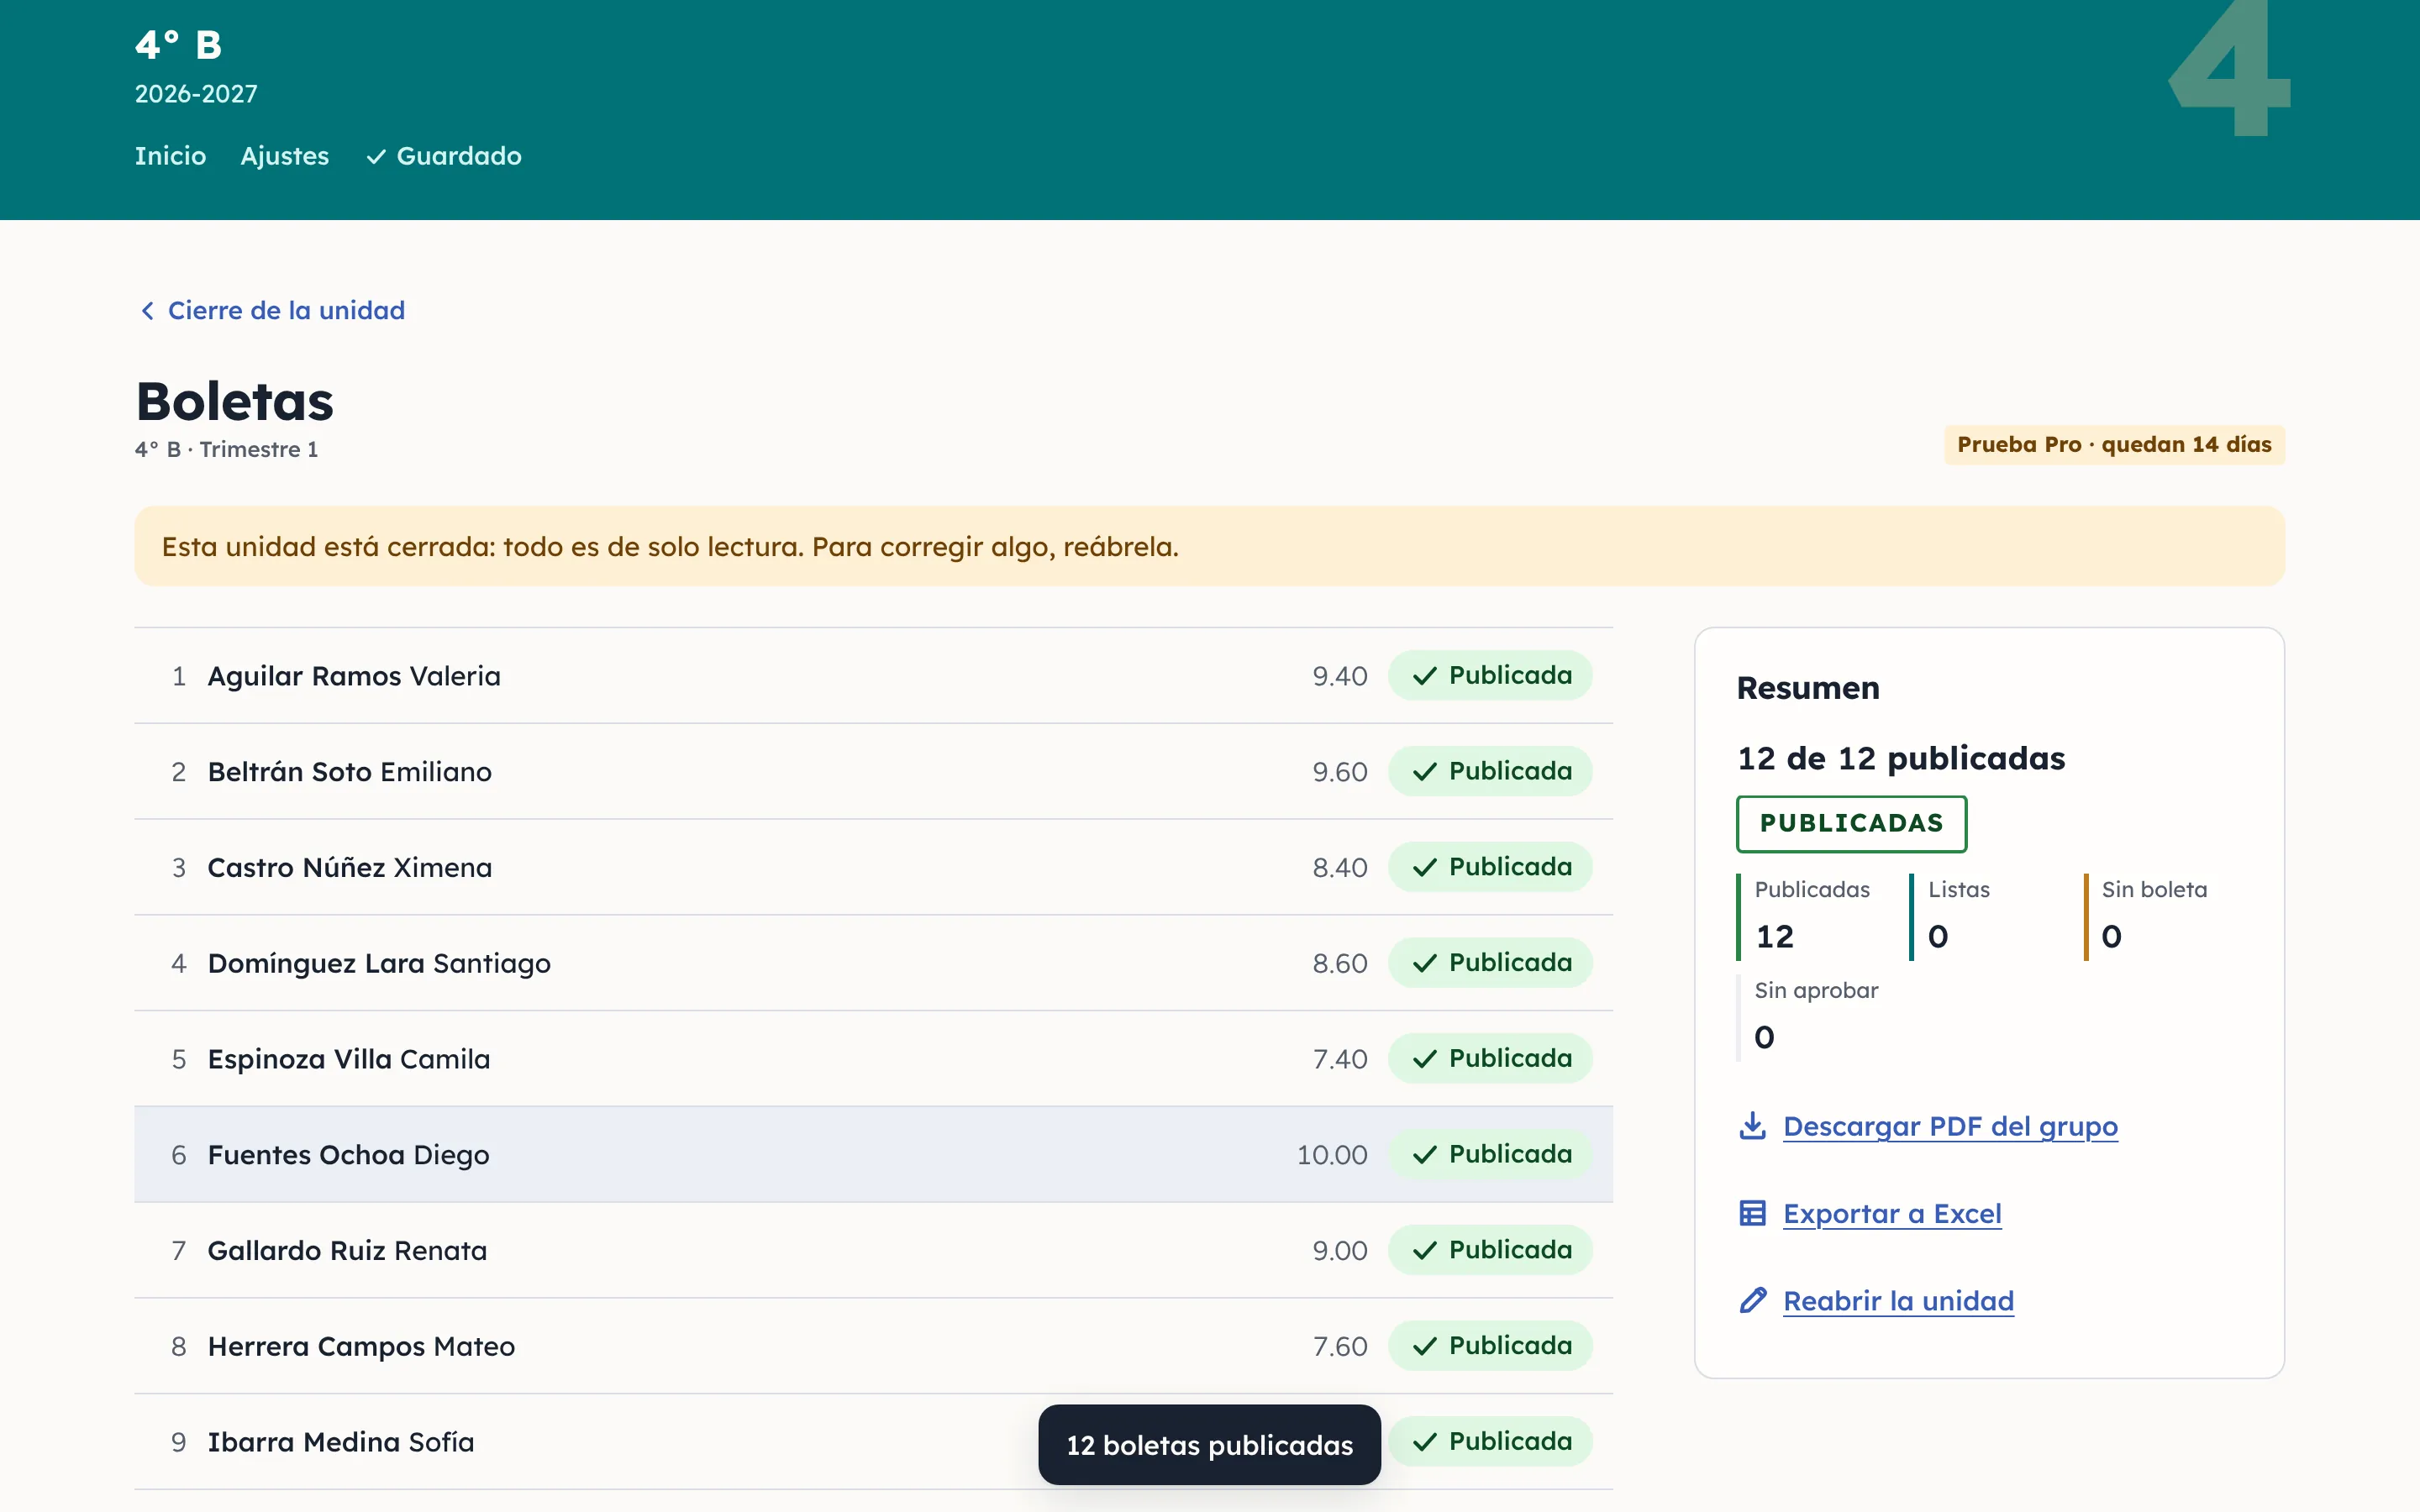 4° B
4
2026-2027
Inicio Ajustes Guardado
Cierre de la unidad
Boletas
4° B · Trimestre 1
Prueba Pro · quedan 14 días
Esta unidad está cerrada: todo es de solo lectura. Para corregir algo, reábrela.
1 Aguilar Ramos Valeria 9.40 Publicada
2 Beltrán Soto Emiliano 9.60 Publicada
3 Castro Núñez Ximena 8.40 Publicada
4 Domínguez Lara Santiago 8.60 Publicada
5 Espinoza Villa Camila 7.40 Publicada
6 Fuentes Ochoa Diego 10.00 Publicada
7 Gallardo Ruiz Renata 9.00 Publicada
8 Herrera Campos Mateo 7.60 Publicada
9 Ibarra Medina Sofía Publicada
12 boletas publicadas
Resumen
12 de 12 publicadas
PUBLICADAS
Publicadas Listas Sin boleta
12 0 0
Sin aprobar
0
Descargar PDF del grupo
Exportar a Excel
Reabrir la unidad